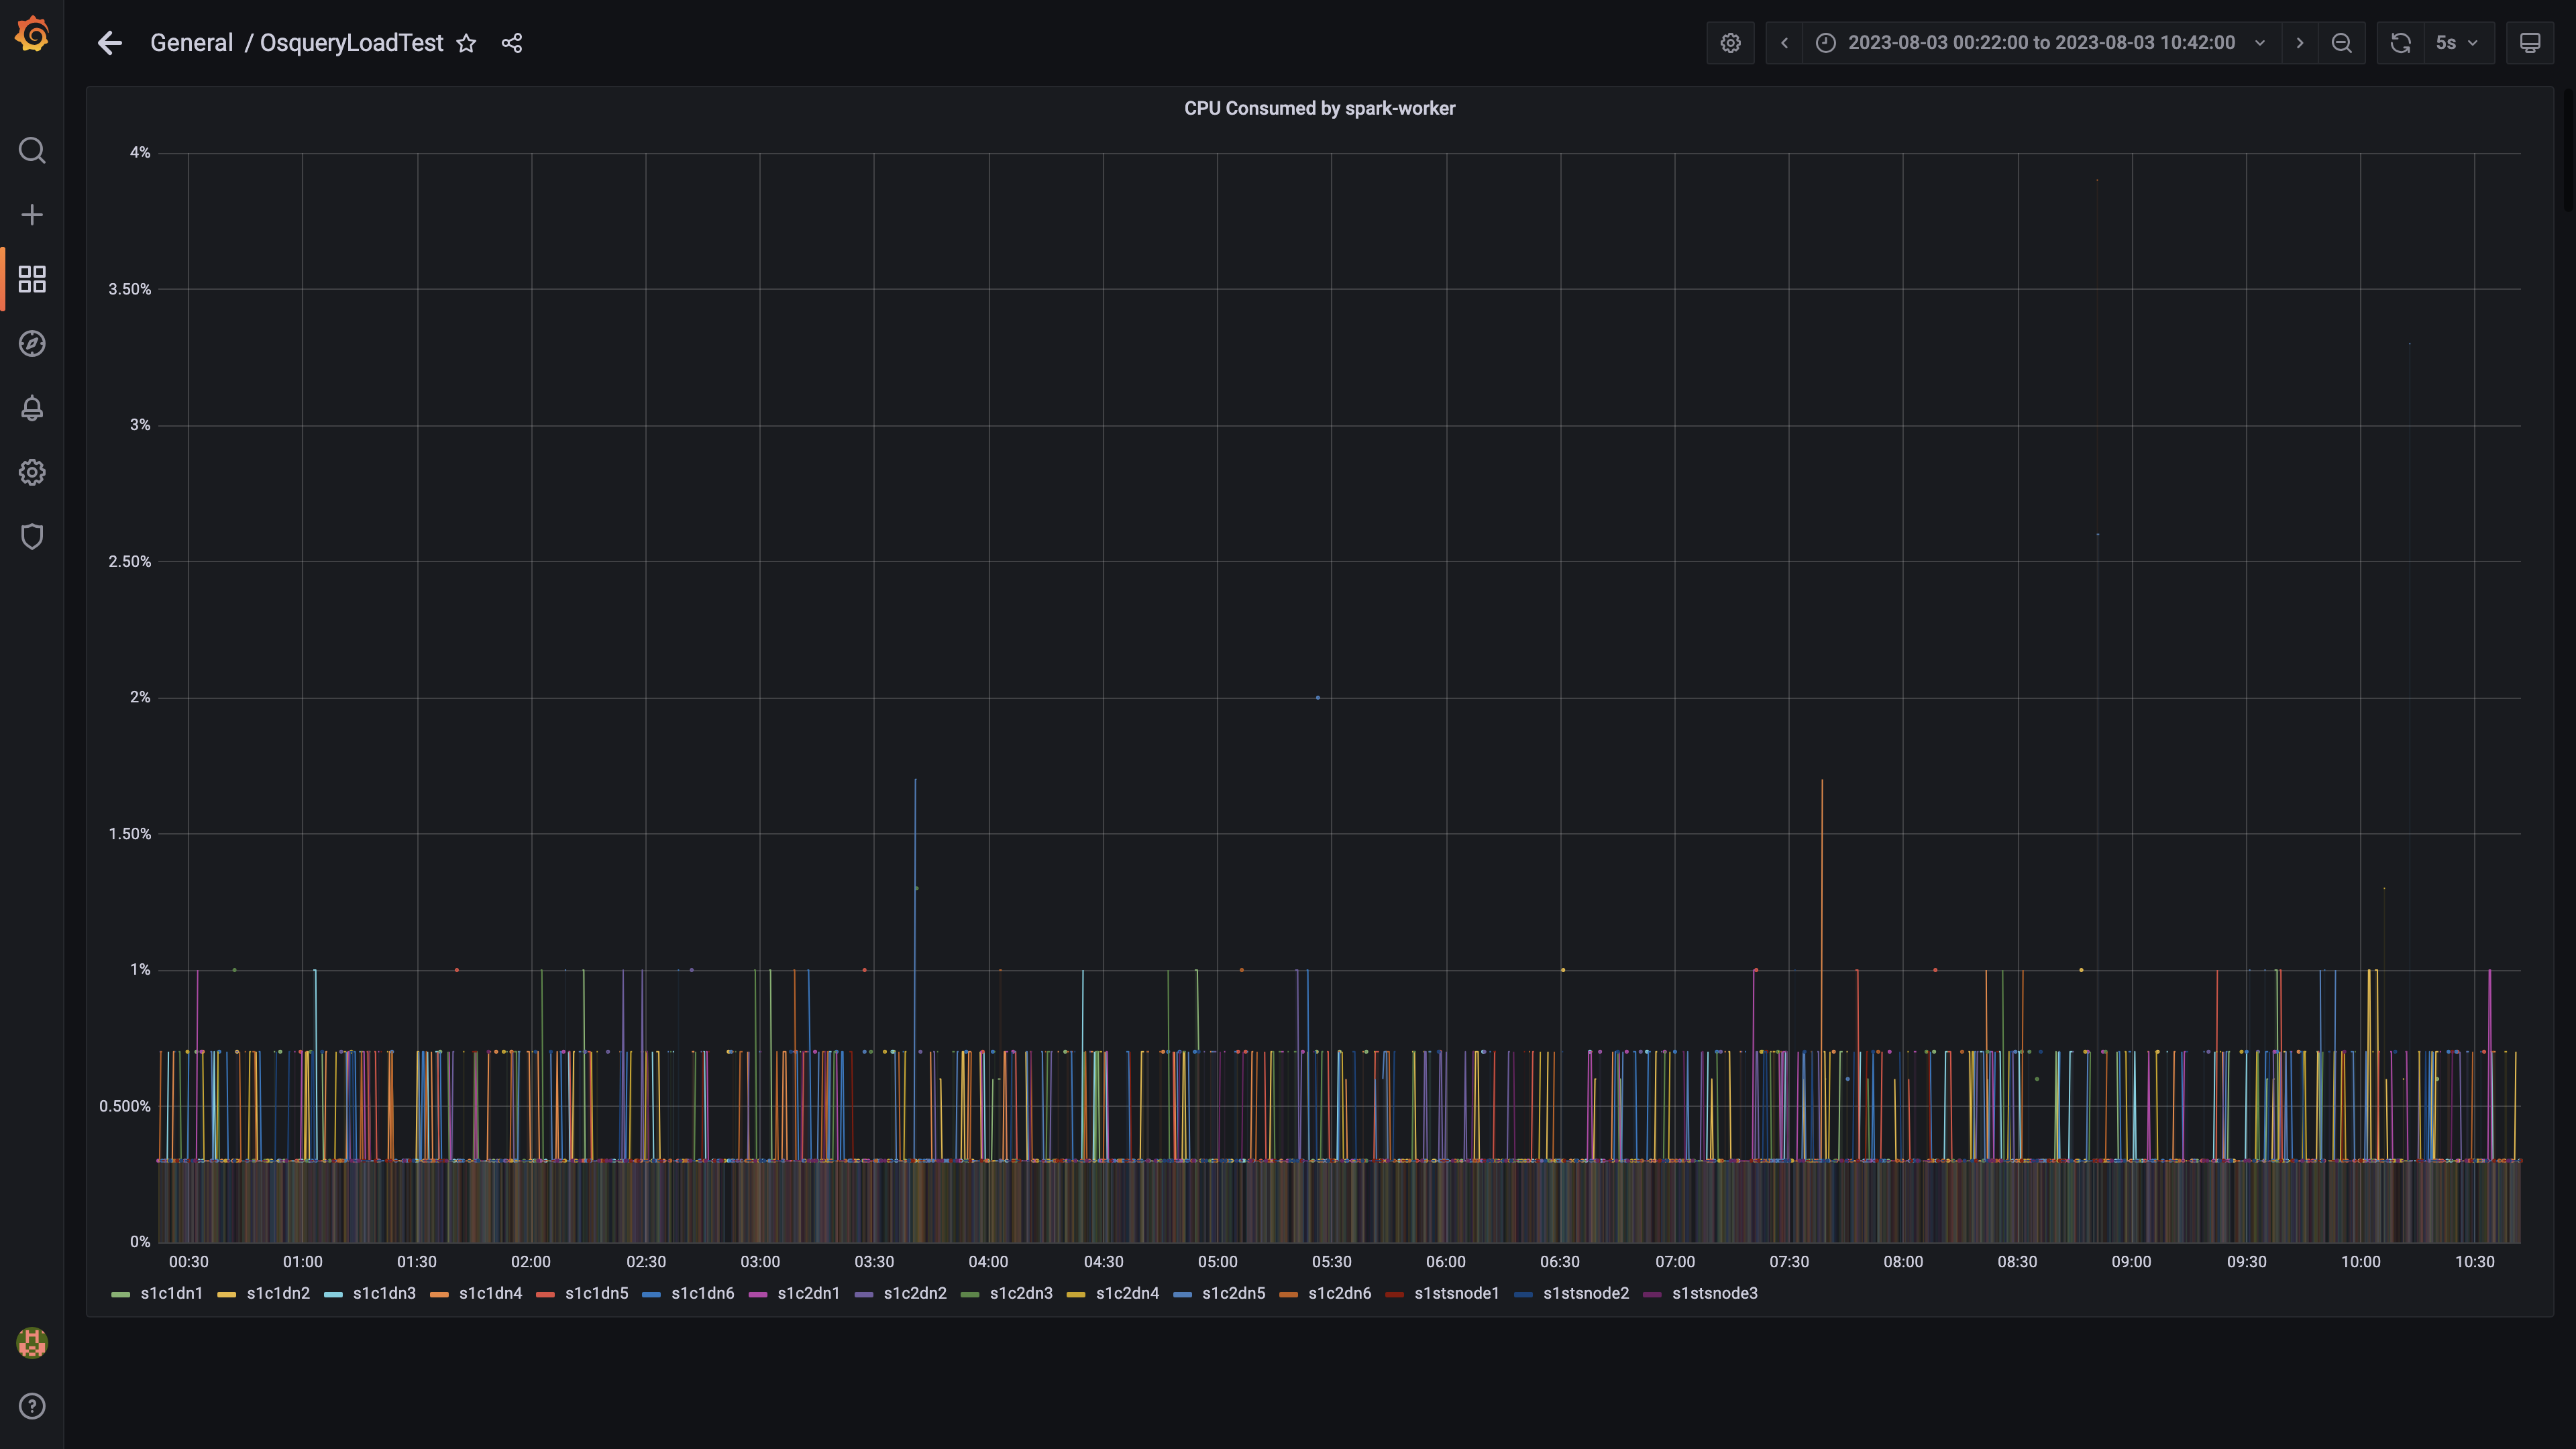 General / OsqueryLoadTest
2023-08-03 00:22:00 to 2023-08-03 10:42:00
5s
CPU Consumed by spark-worker
4%
3.50%
3%
2.50%
2%
1.50%
1%
0.500%
0%
00:30 01:00 01:30 02:00 02:30 03:00 03:30 04:00 04:30 05:00 05:30 06:00 06:30 07:00 07:30 08:00 08:30 09:00 09:30 10:00 10:30
s1c1dn1 s1c1dn2 s1c1dn3 s1c1dn4 s1c1dn5 s1c1dn6 s1c2dn1 s1c2dn2 s1c2dn3 s1c2dn4 s1c2dn5 s1c2dn6 s1stsnode1 s1stsnode2 s1stsnode3